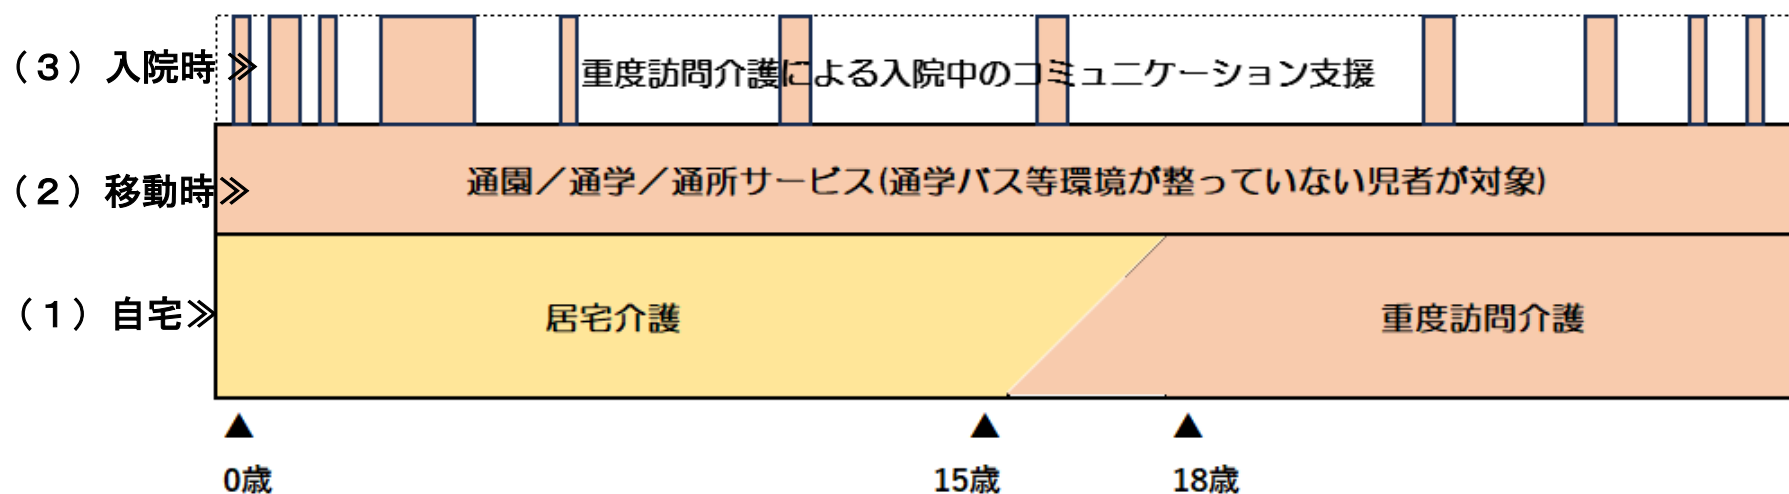 （３）入院時≫
重度訪問介護による入院中のコミュニケーション支援
（２）移動時≫
通園／通学／通所サービス(通学バス等環境が整っていない児者が対象)
（１）自宅≫
居宅介護
重度訪問介護
▲ ▲ ▲
0歳 15歳 18歳